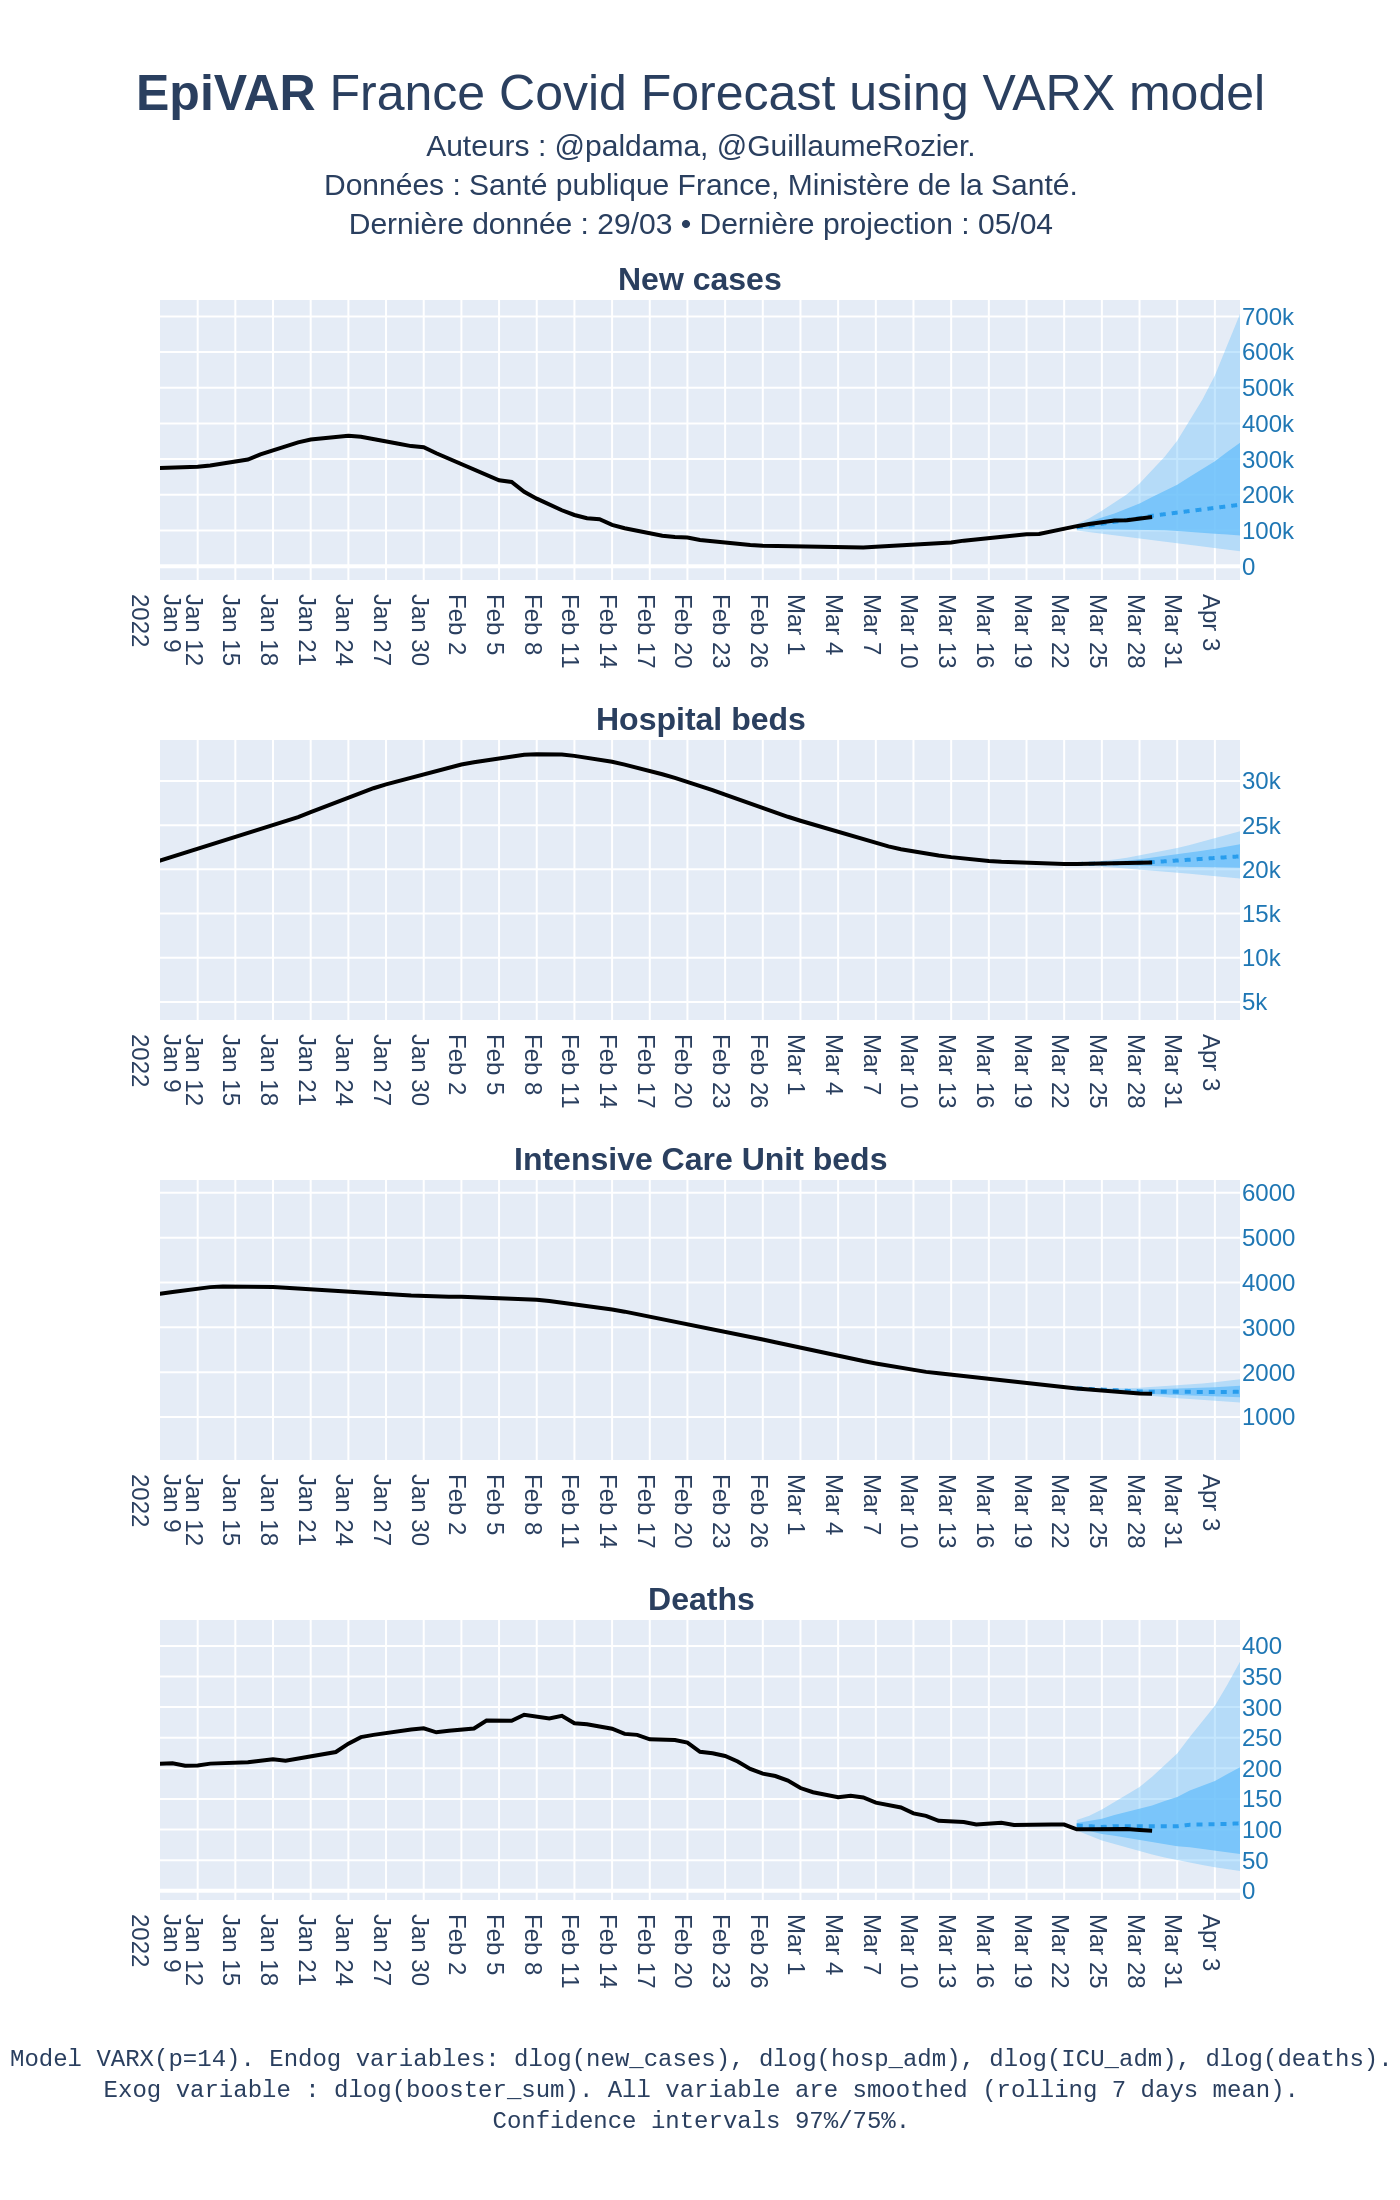 EpiVAR France Covid Forecast using VARX model
Auteurs : @paldama, @GuillaumeRozier.
Données : Santé publique France, Ministère de la Santé.
Dernière donnée : 29/03 • Dernière projection : 05/04
New cases
700k
600k
500k
400k
300k
200k
100k
0
Jan 9
2022
Jan 12
Jan 15
Jan 18
Jan 21
Jan 24
Jan 27
Jan 30
Feb 2
Feb 5
Feb 8
Feb 11
Feb 14
Feb 17
Feb 20
Feb 23
Feb 26
Mar 1
Mar 4
Mar 7
Mar 10
Mar 13
Mar 16
Mar 19
Mar 22
Mar 25
Mar 28
Mar 31
Apr 3
Hospital beds
30k
25k
20k
15k
10k
5k
Jan 9
2022
Jan 12
Jan 15
Jan 18
Jan 21
Jan 24
Jan 27
Jan 30
Feb 2
Feb 5
Feb 8
Feb 11
Feb 14
Feb 17
Feb 20
Feb 23
Feb 26
Mar 1
Mar 4
Mar 7
Mar 10
Mar 13
Mar 16
Mar 19
Mar 22
Mar 25
Mar 28
Mar 31
Apr 3
Intensive Care Unit beds
6000
5000
4000
3000
2000
1000
Jan 9
2022
Jan 12
Jan 15
Jan 18
Jan 21
Jan 24
Jan 27
Jan 30
Feb 2
Feb 5
Feb 8
Feb 11
Feb 14
Feb 17
Feb 20
Feb 23
Feb 26
Mar 1
Mar 4
Mar 7
Mar 10
Mar 13
Mar 16
Mar 19
Mar 22
Mar 25
Mar 28
Mar 31
Apr 3
Deaths
400
350
300
250
200
150
100
50
0
Jan 9
2022
Jan 12
Jan 15
Jan 18
Jan 21
Jan 24
Jan 27
Jan 30
Feb 2
Feb 5
Feb 8
Feb 11
Feb 14
Feb 17
Feb 20
Feb 23
Feb 26
Mar 1
Mar 4
Mar 7
Mar 10
Mar 13
Mar 16
Mar 19
Mar 22
Mar 25
Mar 28
Mar 31
Apr 3
Model VARX(p=14). Endog variables: dlog(new_cases), dlog(hosp_adm), dlog(ICU_adm), dlog(deaths).
Exog variable : dlog(booster_sum). All variable are smoothed (rolling 7 days mean).
Confidence intervals 97%/75%.